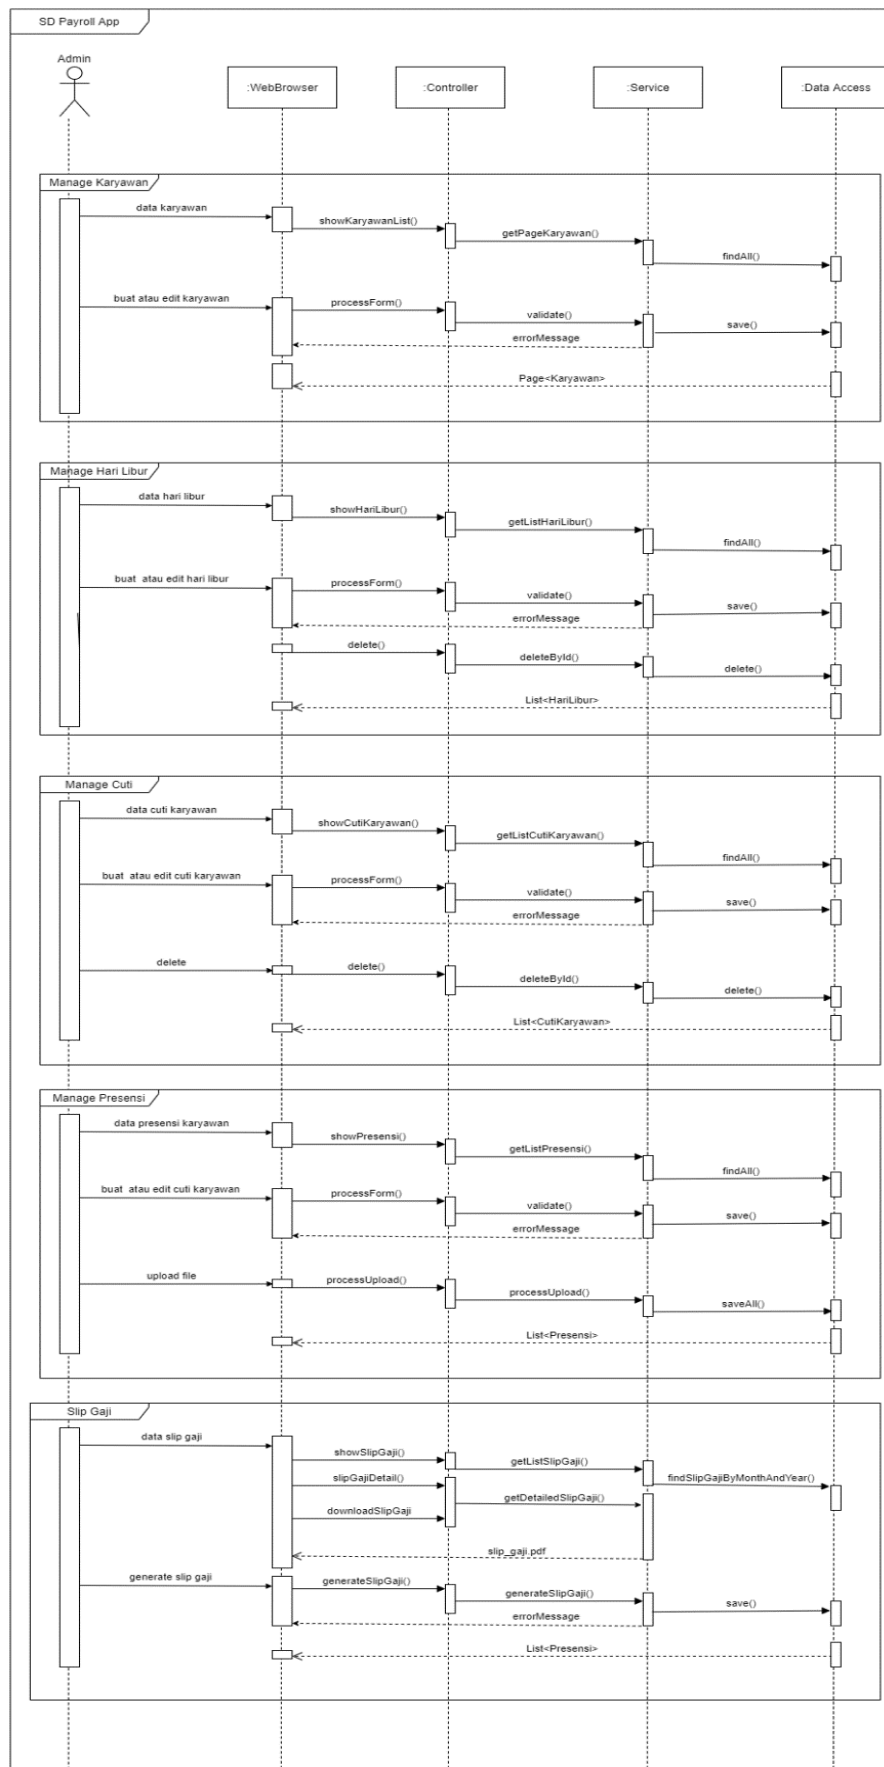 SD Payroll App
Admin
:WebBrowser
:Controller
:Service
:Data Access
Manage Karyawan
data karyawan
showKaryawanList()
getPageKaryawan()
findAll()
buat atau edit karyawan
processForm()
validate()
save()
errorMessage
Page<Karyawan>
Manage Hari Libur
data hari libur
showHariLibur()
getListHariLibur()
findAll()
buat  atau edit hari libur
processForm()
validate()
save()
errorMessage
delete()
deleteById()
delete()
List<HariLibur>
Manage Cuti
data cuti karyawan
showCutiKaryawan()
getListCutiKaryawan()
findAll()
buat  atau edit cuti karyawan
processForm()
validate()
save()
errorMessage
delete
delete()
deleteById()
delete()
List<CutiKaryawan>
Manage Presensi
data presensi karyawan
showPresensi()
getListPresensi()
findAll()
buat  atau edit cuti karyawan
processForm()
validate()
save()
errorMessage
upload file
processUpload()
processUpload()
saveAll()
List<Presensi>
Slip Gaji
data slip gaji
showSlipGaji()
getListSlipGaji()
findSlipGajiByMonthAndYear()
slipGajiDetail()
getDetailedSlipGaji()
downloadSlipGaji
slip_gaji.pdf
generate slip gaji
generateSlipGaji()
generateSlipGaji()
save()
errorMessage
List<Presensi>